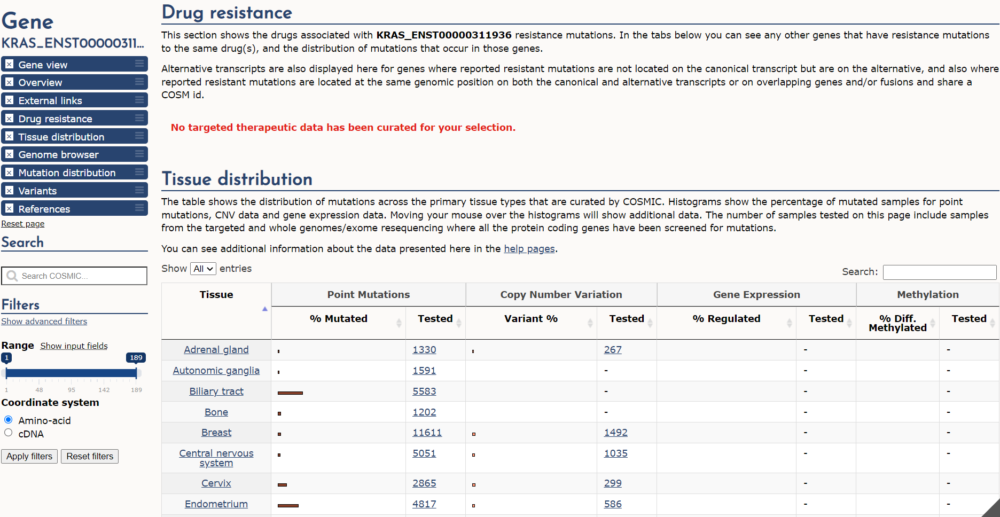 Gene
KRAS_ENST00000311...
Gene view
Overview
External links
Drug resistance
Tissue distribution
Genome browser
Mutation distribution
Variants
References
Reset page
Search
Search COSMIC...
Filters
Show advanced filters
Range Show input fields
1 189
1 48 95 142 189
Coordinate system
Amino-acid
cDNA
Apply filters Reset filters
Drug resistance
This section shows the drugs associated with KRAS_ENST00000311936 resistance mutations. In the tabs below you can see any other genes that have resistance mutations
to the same drug(s), and the distribution of mutations that occur in those genes.
Alternative transcripts are also displayed here for genes where reported resistant mutations are not located on the canonical transcript but are on the alternative, and also where
reported resistant mutations are located at the same genomic position on both the canonical and alternative transcripts or on overlapping genes and/or fusions and share a
COSM id.
No targeted therapeutic data has been curated for your selection.
Tissue distribution
The table shows the distribution of mutations across the primary tissue types that are curated by COSMIC. Histograms show the percentage of mutated samples for point
mutations, CNV data and gene expression data. Moving your mouse over the histograms will show additional data. The number of samples tested on this page include samples
from the targeted and whole genomes/exome resequencing where all the protein coding genes have been screened for mutations.
You can see additional information about the data presented here in the help pages.
Show All entries
Search:
Tissue Point Mutations Copy Number Variation Gene Expression Methylation
% Mutated Tested Variant % Tested % Regulated Tested % Diff. Tested
Methylated
Adrenal gland 1330 267 - -
Autonomic ganglia 1591 - - -
Biliary tract 5583 - - -
Bone 1202 - - -
Breast 11611 1492 - -
Central nervous 5051 1035 - -
system
Cervix 2865 299 - -
Endometrium 4817 586 - -